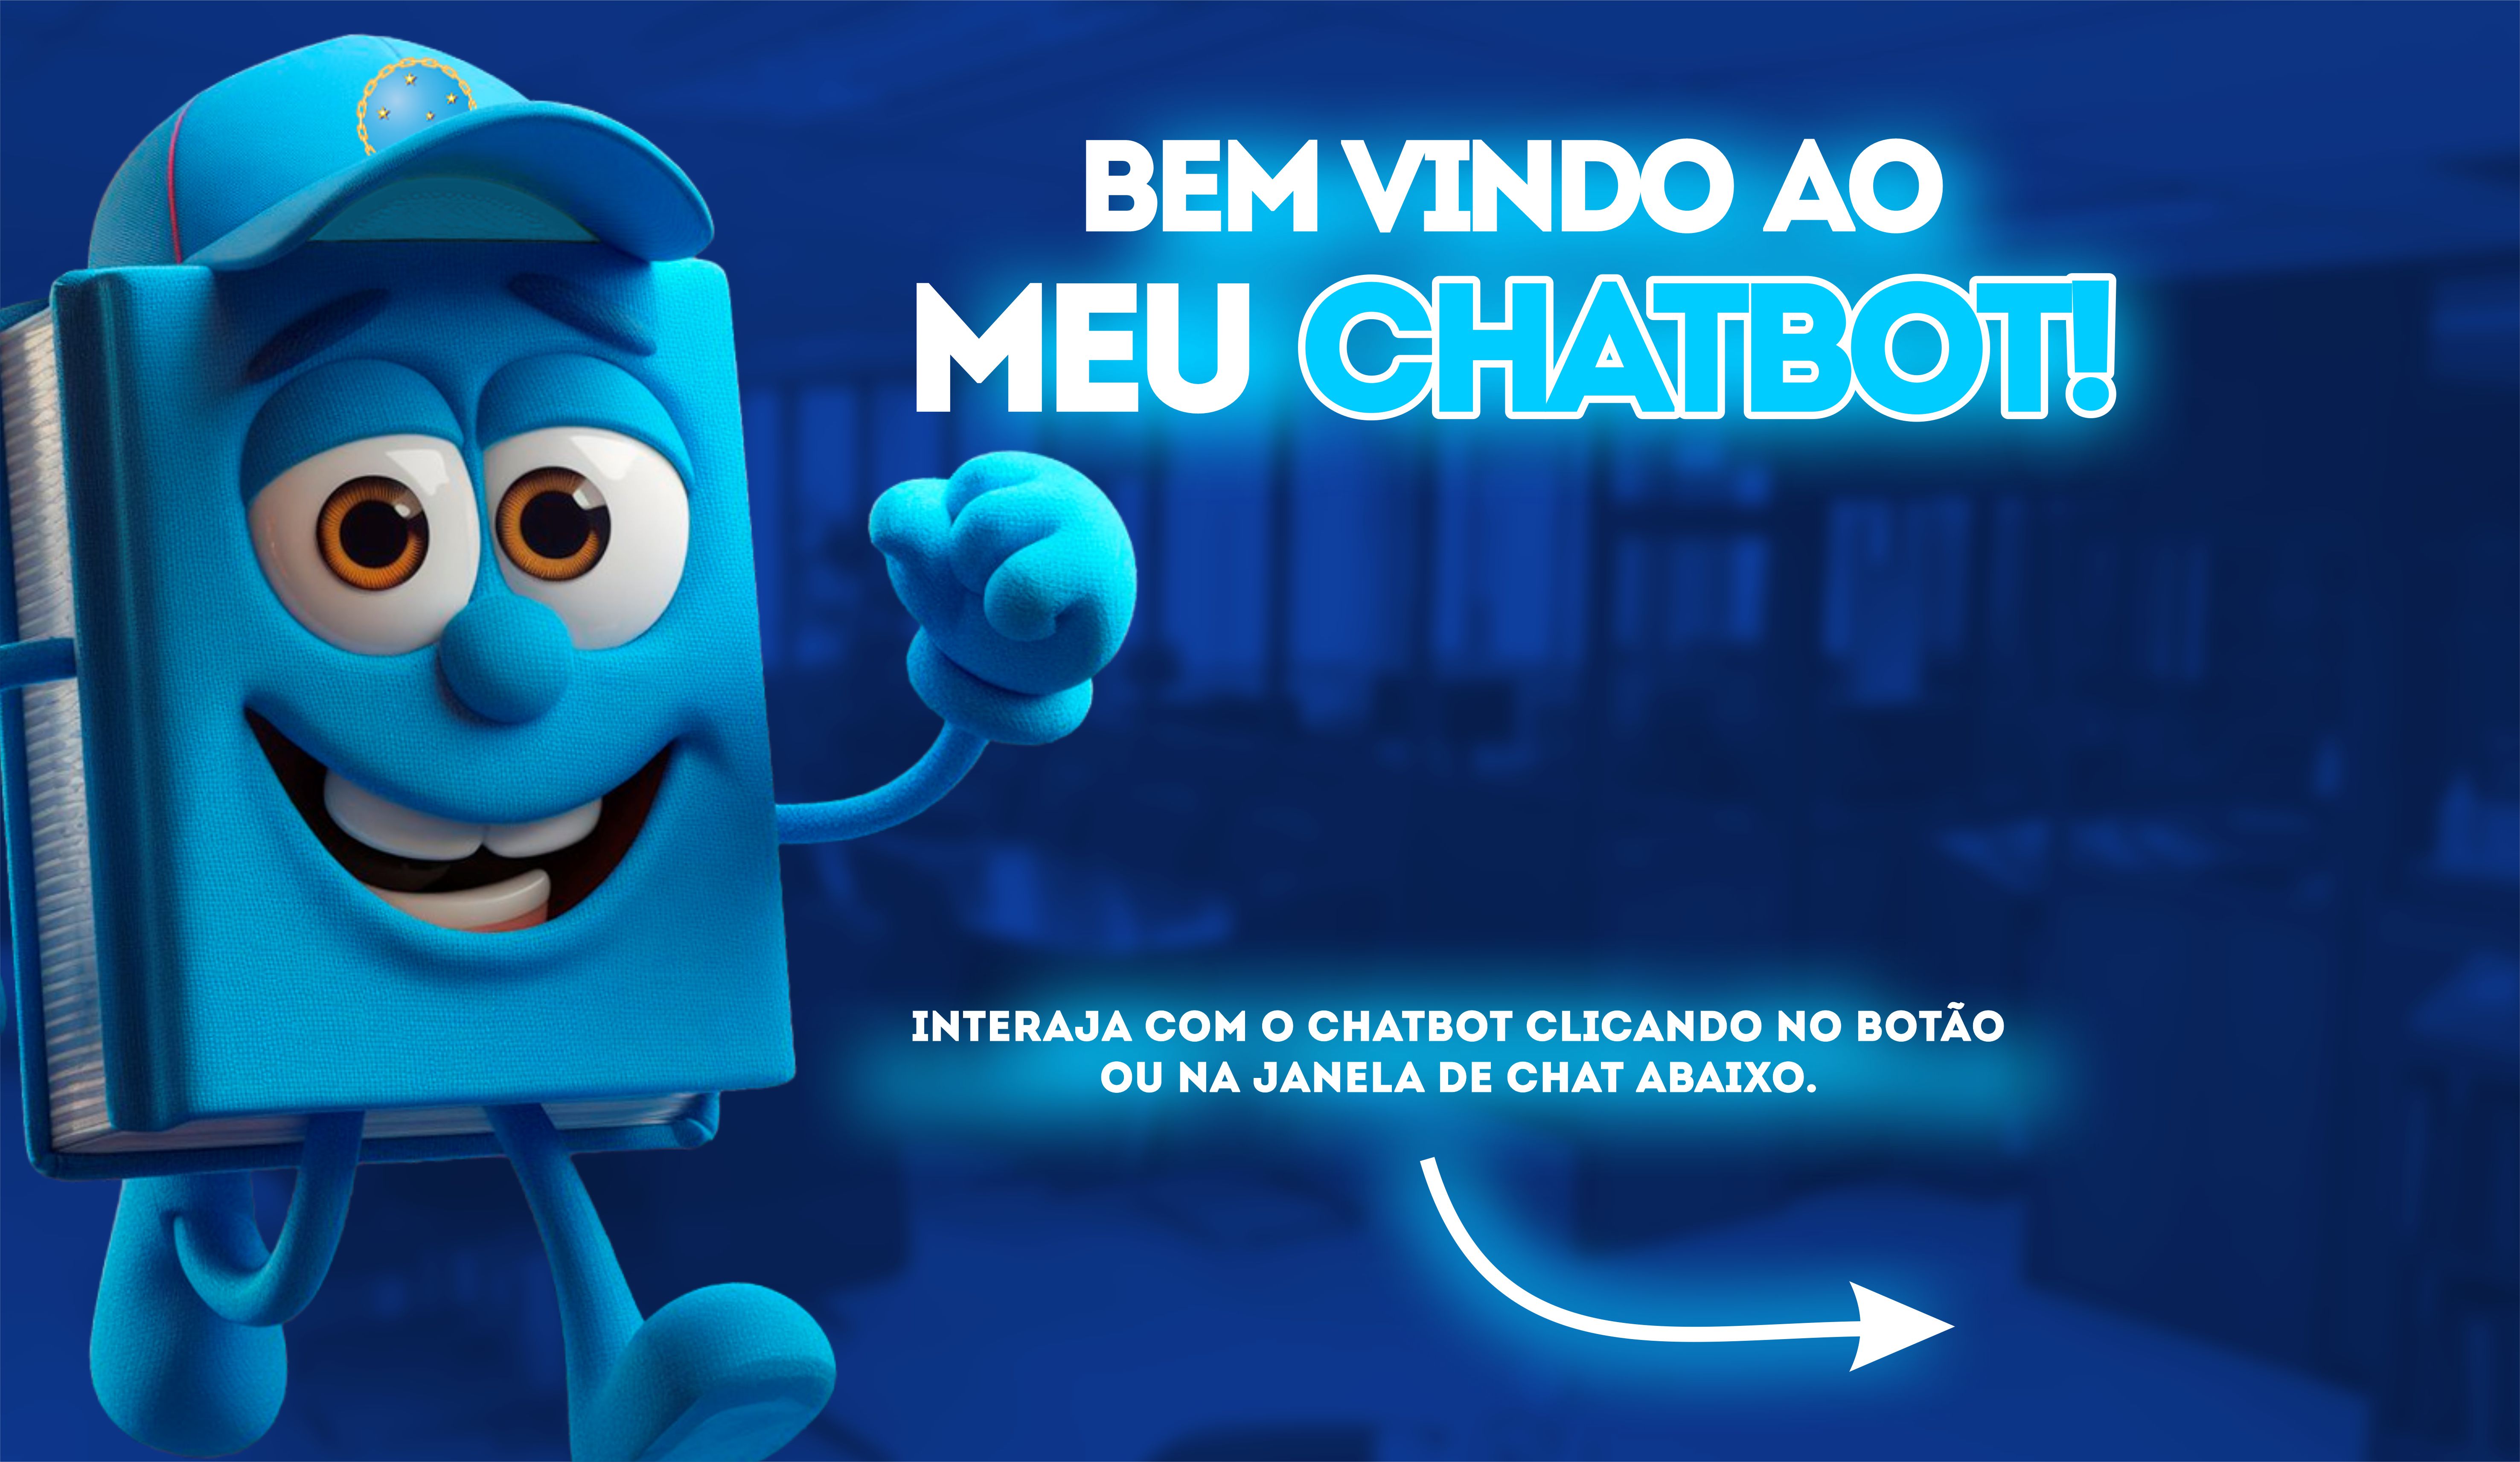 BEM VINDO AO
MEU CHATBOT!
INTERAJA COM O CHATBOT CLICANDO NO BOTÃO
OU NA JANELA DE CHAT ABAIXO.